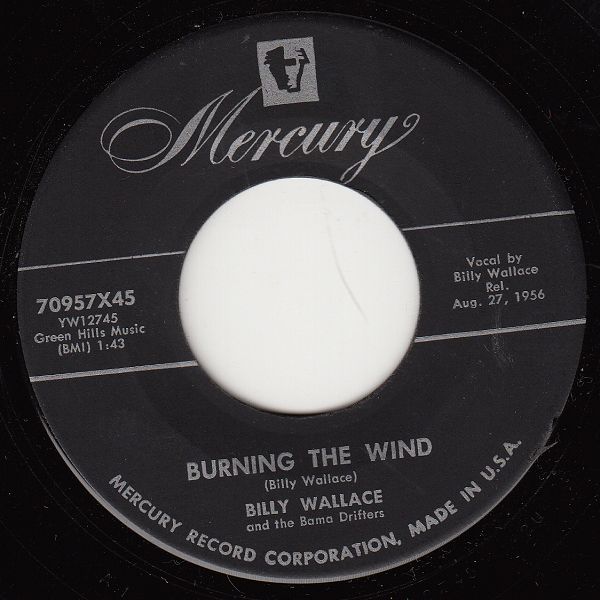 Mercury
70957X45
YW12745
Green Hills Music
(BMI) 1:43
Vocal by
Billy Wallace
Rel.
Aug. 27, 1956
BURNING THE WIND
(Billy Wallace)
BILLY WALLACE
and the Bama Drifters
MERCURY RECORD CORPORATION, MADE IN U.S.A.